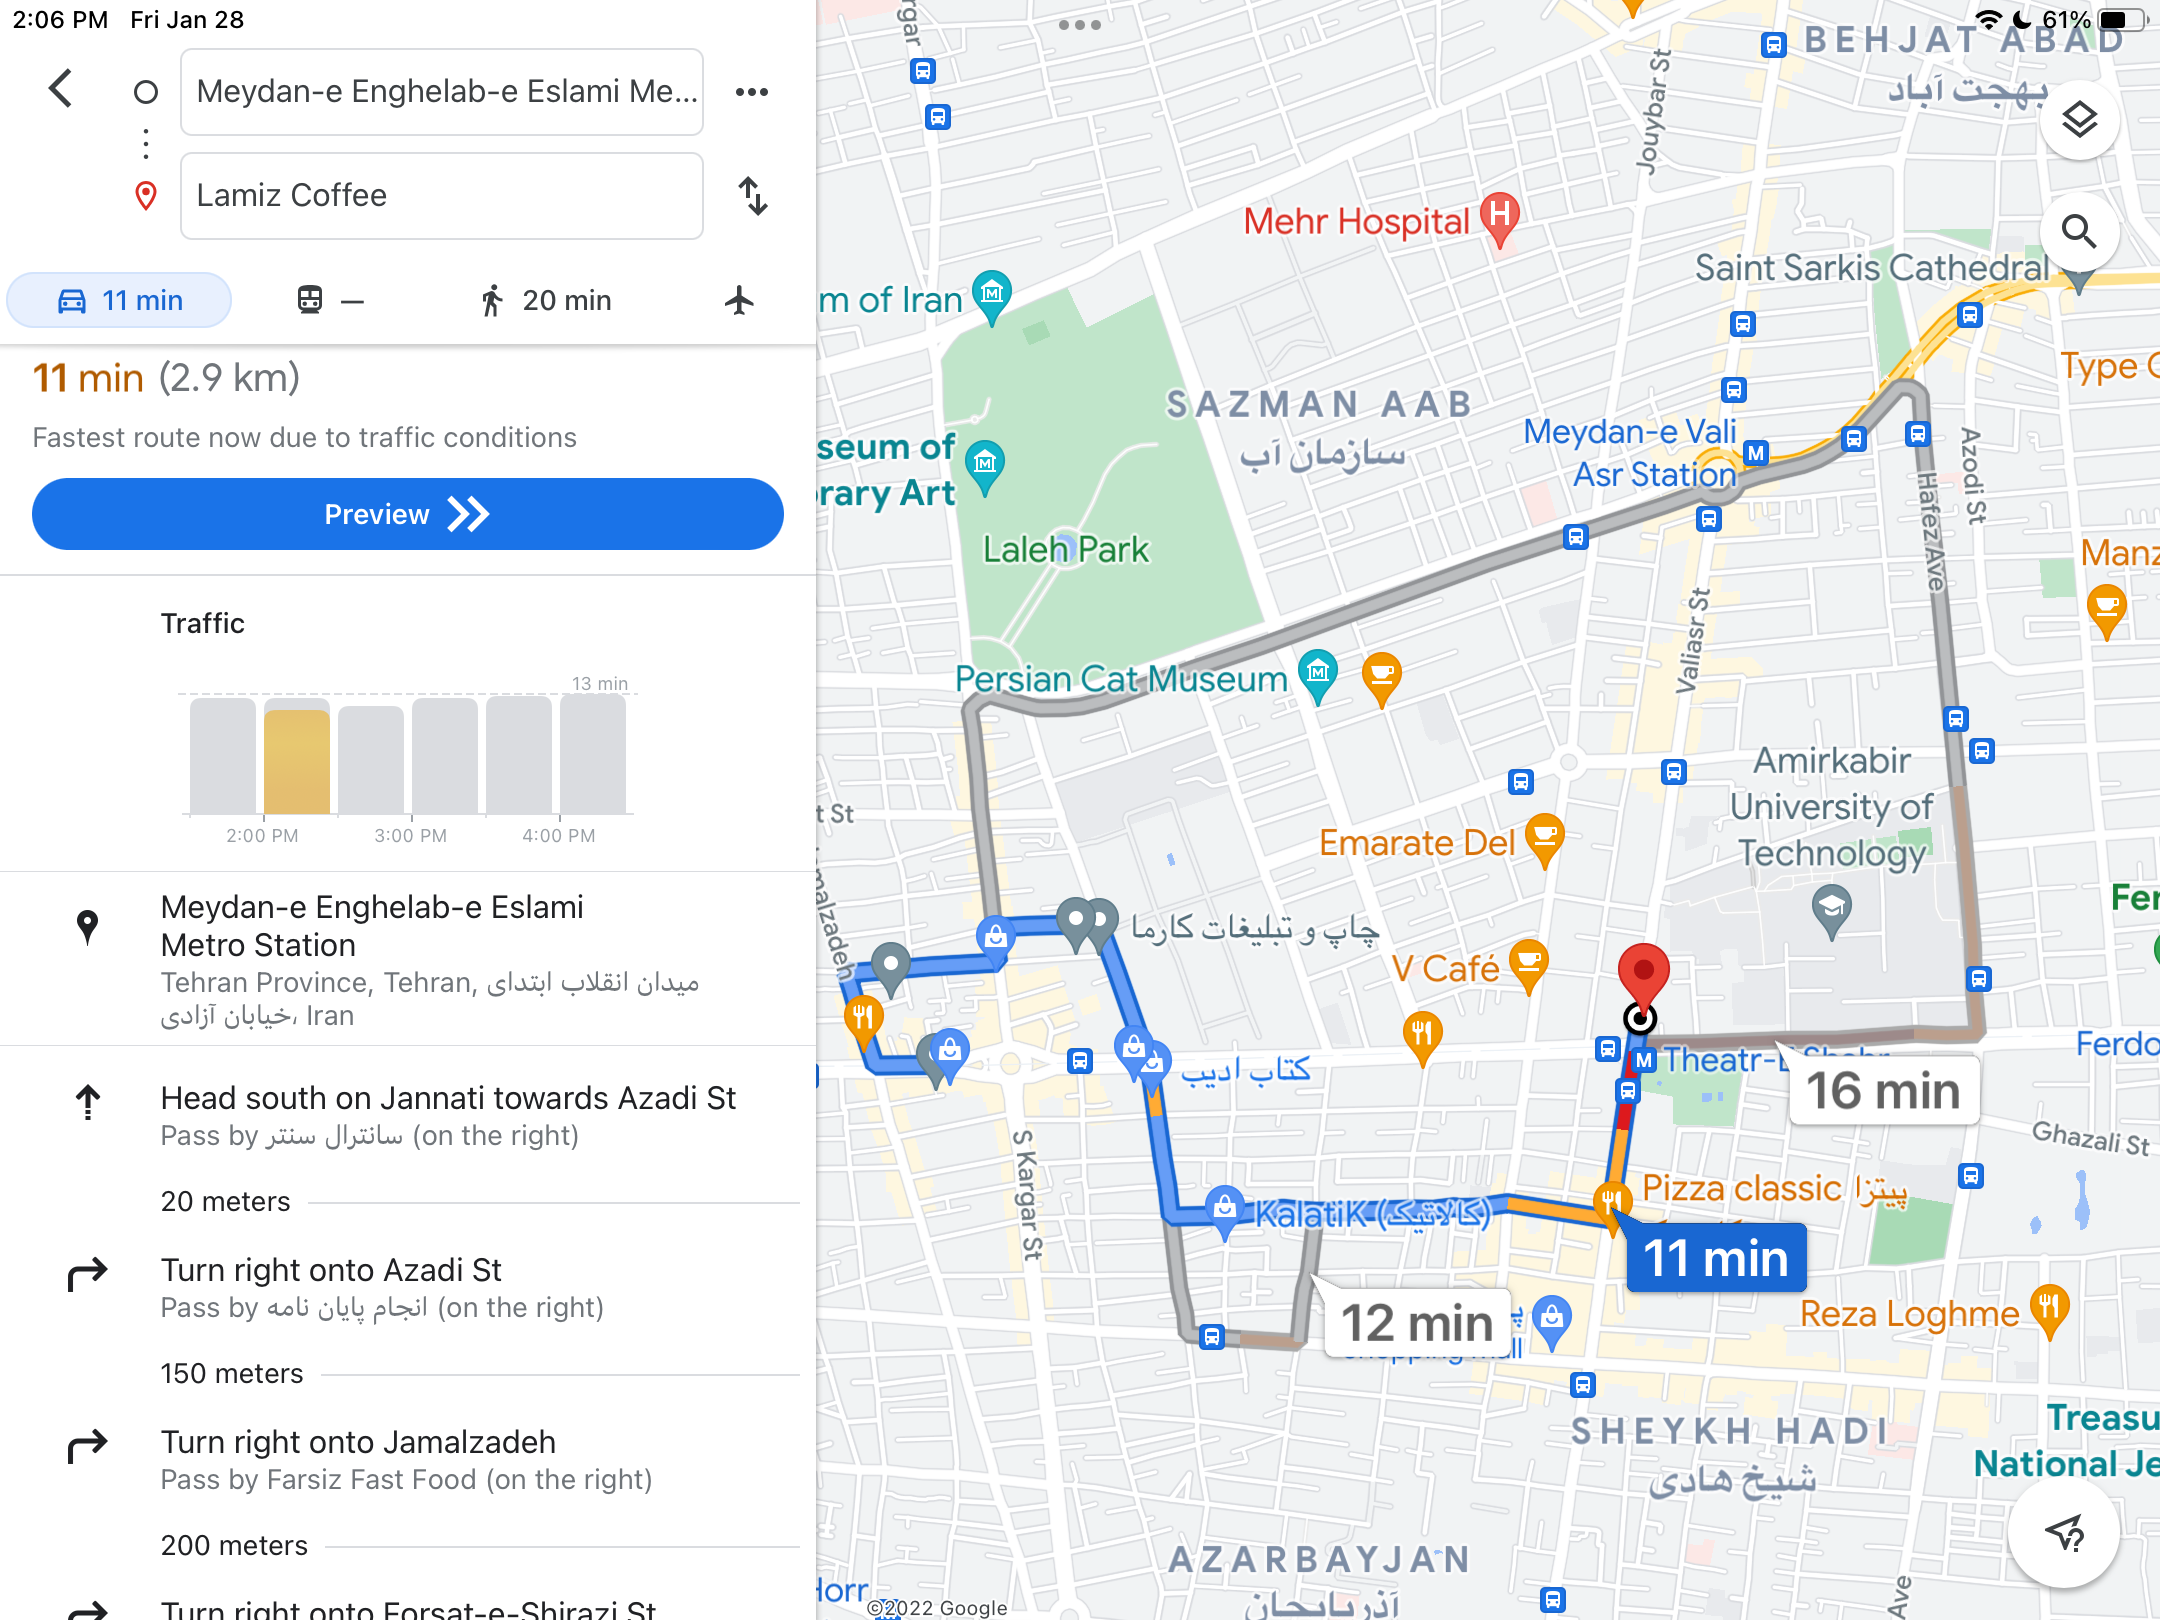 2:06 PM Fri Jan 28
61%
Meydan-e Enghelab-e Eslami Me...
Lamiz Coffee
11 min
—
20 min
11 min (2.9 km)
Fastest route now due to traffic conditions
Preview
Traffic
13 min
2:00 PM 3:00 PM 4:00 PM
Meydan-e Enghelab-e Eslami
Metro Station
Tehran Province, Tehran, میدان انقلاب ابتدای
خیابان آزادی، Iran
Head south on Jannati towards Azadi St
Pass by سانترال سنتر (on the right)
20 meters
Turn right onto Azadi St
Pass by انجام پایان نامه (on the right)
150 meters
Turn right onto Jamalzadeh
Pass by Farsiz Fast Food (on the right)
200 meters
Turn right onto Forsat-e-Shirazi St
rgar
BEHJAT ABAD
بهجت آباد
Jouybar St
Mehr Hospital
H
Saint Sarkis Cathedral
m of Iran
Type
SAZMAN AAB
سازمان آب
Meydan-e Vali
Asr Station
M
seum of
rary Art
Azodi St
Hafez Ave
Laleh Park
Manz
Valiasr St
Persian Cat Museum
Amirkabir
University of
Technology
t St
Emarate Del
malzadeh
Fer
چاپ و تبلیغات کارما
V Café
M
Theatr-
Ferdo
کتاب ادیب
16 min
Ghazali St
S Kargar St
Pizza classic پیتزا
KalatiK (کالاتیک)
11 min
12 min
Reza Loghme
SHEYKH HADI
شیخ هادی
Treasu
National Je
AZARBAYJAN
آذربایجان
Horr
Ave
©2022 Google